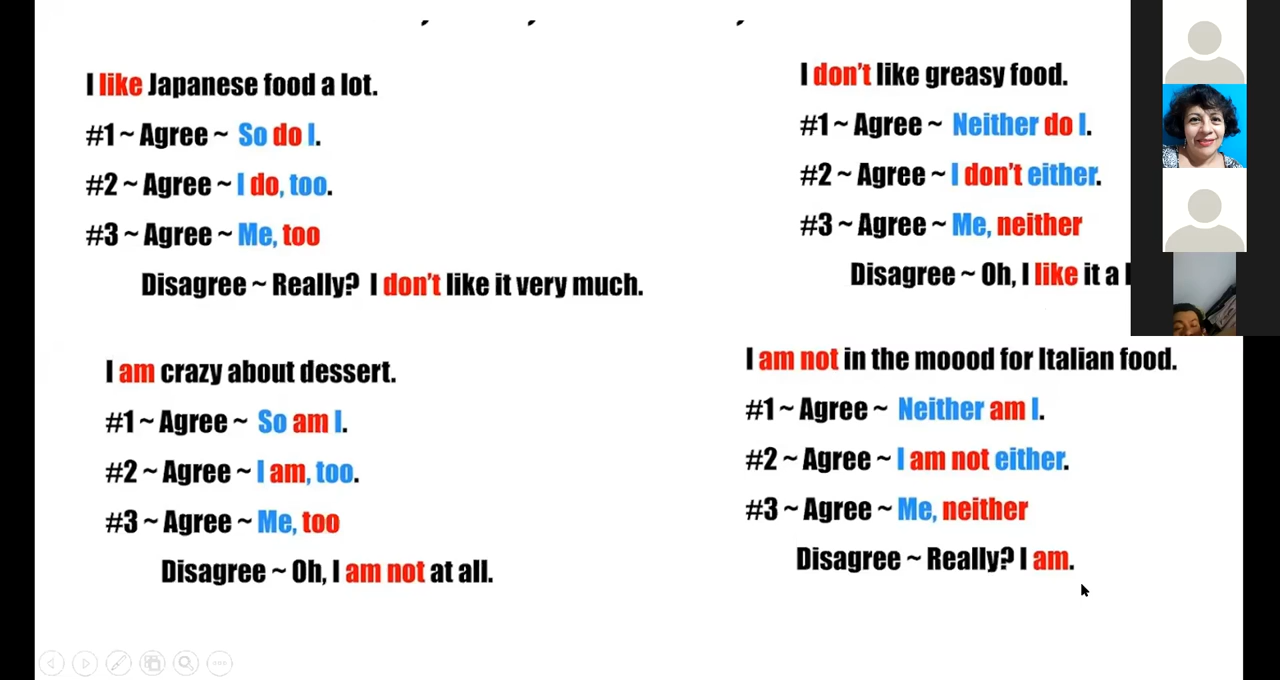 I like Japanese food a lot.
#1 ~ Agree ~ So do I.
#2 ~ Agree ~ I do, too.
#3 ~ Agree ~ Me, too
Disagree ~ Really? I don't like it very much.
I don't like greasy food.
#1 ~ Agree ~ Neither do I.
#2 ~ Agree ~ I don't either.
#3 ~ Agree ~ Me, neither
Disagree ~ Oh, I like it a
I am crazy about dessert.
#1 ~ Agree ~ So am I.
#2 ~ Agree ~ I am, too.
#3 ~ Agree ~ Me, too
Disagree ~ Oh, I am not at all.
I am not in the moood for Italian food.
#1 ~ Agree ~ Neither am I.
#2 ~ Agree ~ I am not either.
#3 ~ Agree ~ Me, neither
Disagree ~ Really? I am.